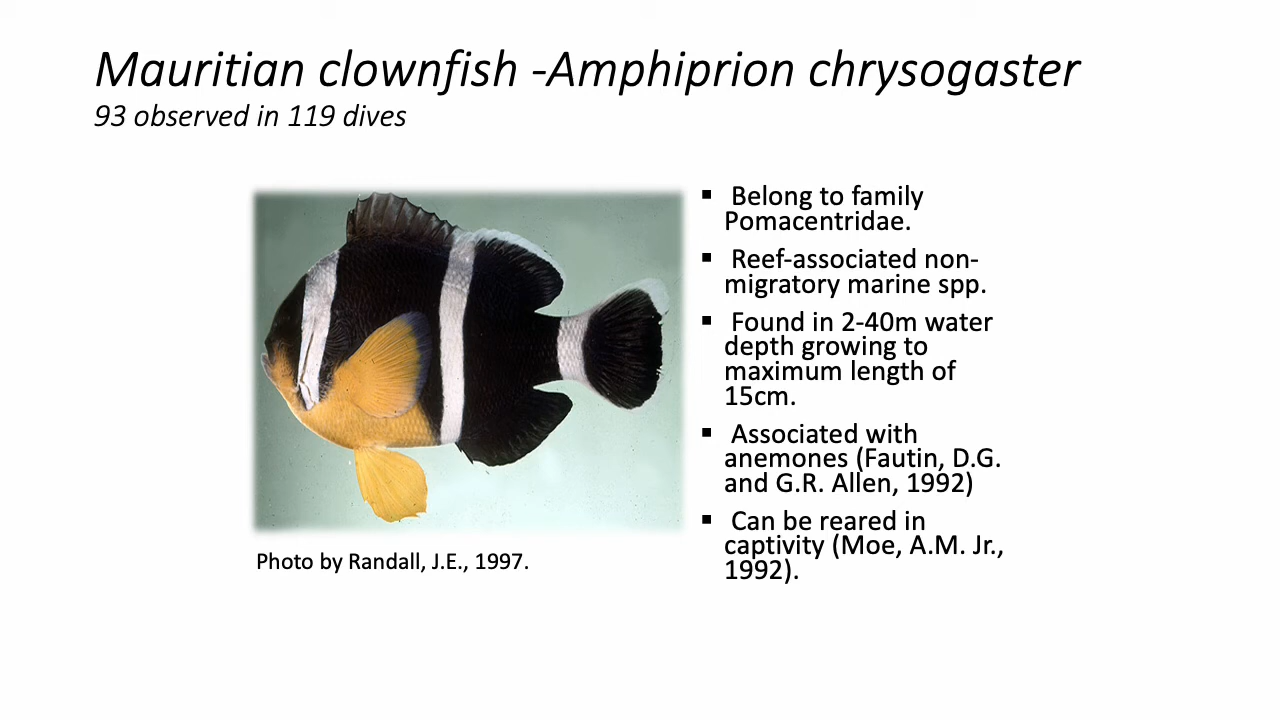 Mauritian clownfish -Amphiprion chrysogaster
93 observed in 119 dives
▪ Belong to family
Pomacentridae.
▪ Reef-associated non-
migratory marine spp.
▪ Found in 2-40m water
depth growing to
maximum length of
15cm.
▪ Associated with
anemones (Fautin, D.G.
and G.R. Allen, 1992)
▪ Can be reared in
captivity (Moe, A.M. Jr.,
1992).
Photo by Randall, J.E., 1997.